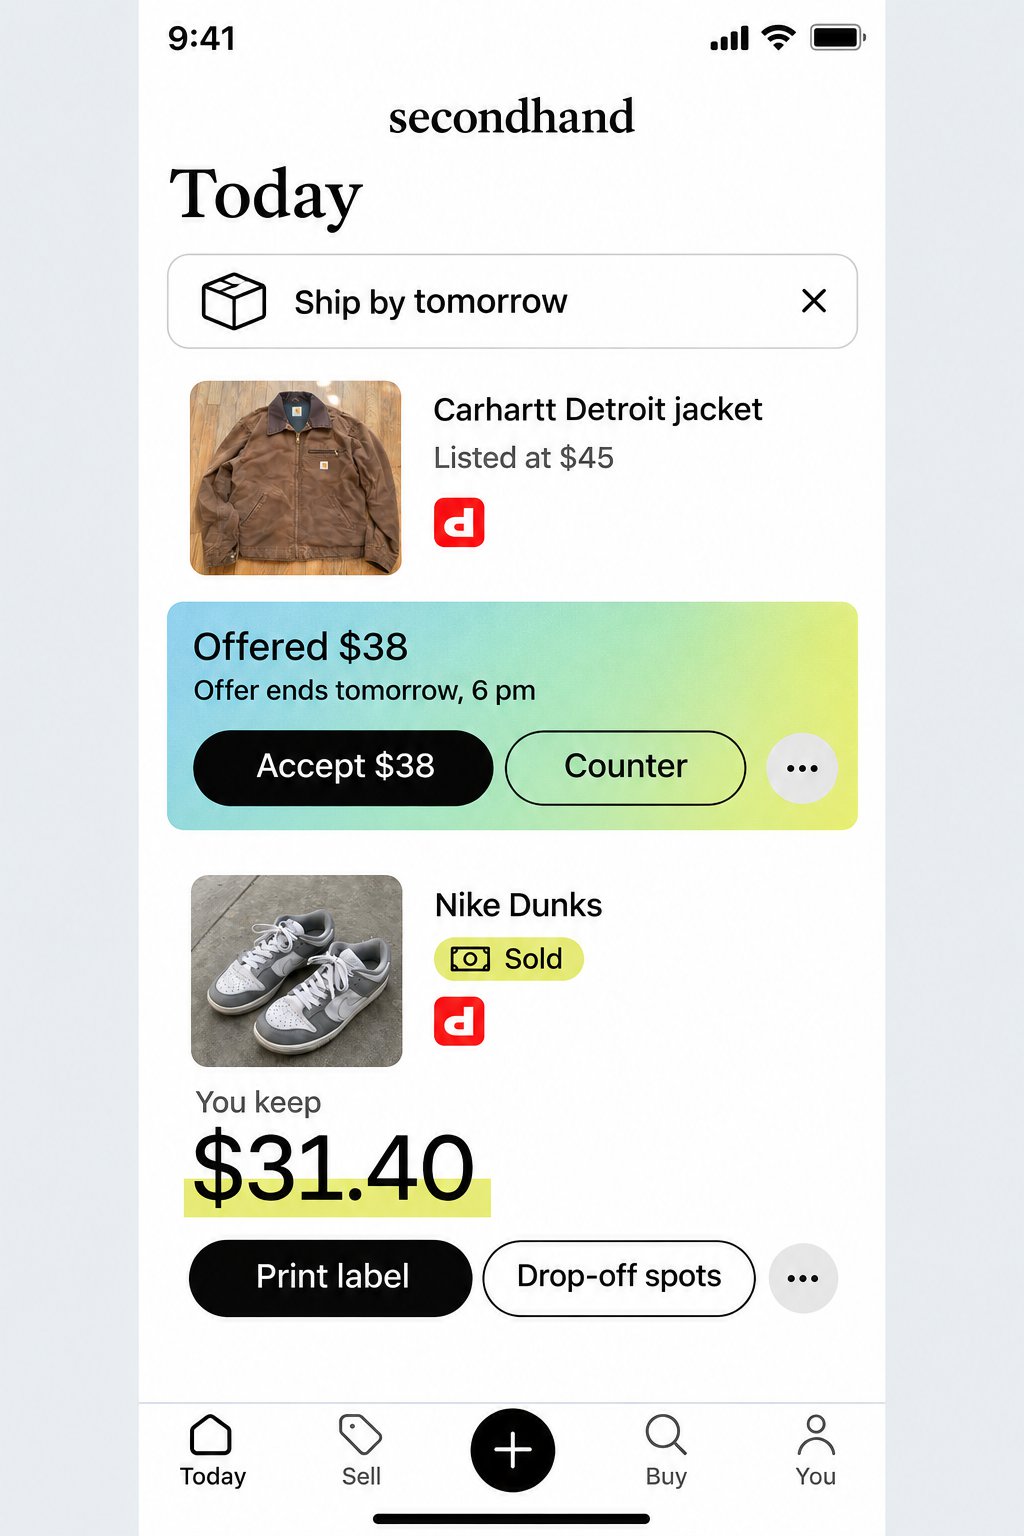 9:41
secondhand
Today
Ship by tomorrow
Carhartt Detroit jacket
Listed at $45
d
Offered $38
Offer ends tomorrow, 6 pm
Accept $38
Counter
Nike Dunks
Sold
d
You keep
$31.40
Print label
Drop-off spots
Today
Sell
Buy
You